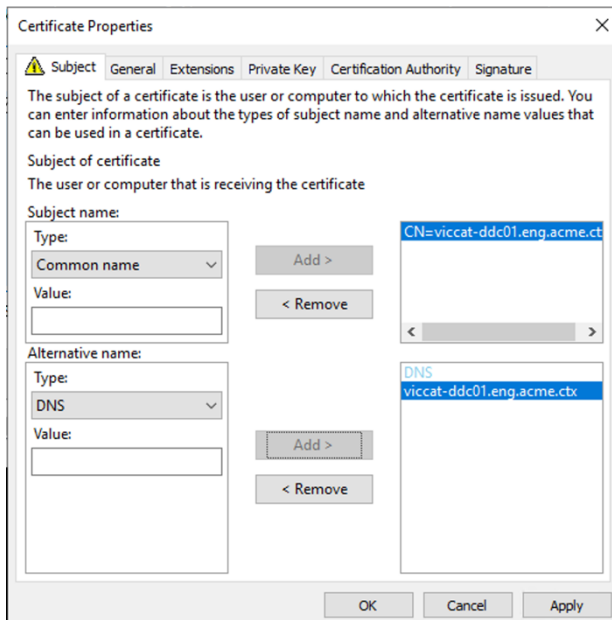 Certificate Properties
Subject General Extensions Private Key Certification Authority Signature
The subject of a certificate is the user or computer to which the certificate is issued. You
can enter information about the types of subject name and alternative name values that
can be used in a certificate.
Subject of certificate
The user or computer that is receiving the certificate
Subject name:
Type:
Common name
Value:
Add >
< Remove
CN=viccat-ddc01.eng.acme.ct
Alternative name:
Type:
DNS
Value:
Add >
< Remove
DNS
viccat-ddc01.eng.acme.ctx
OK Cancel Apply